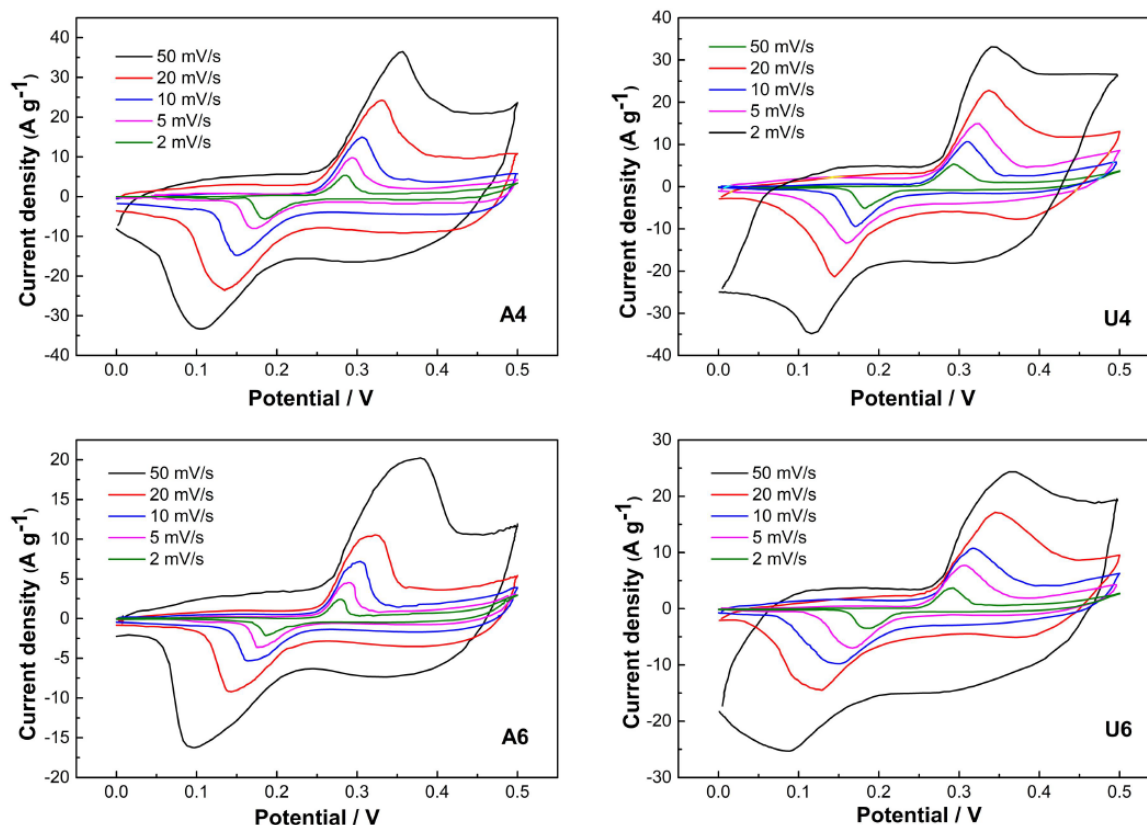 Current density (A g-1)
40
30
20
10
0
-10
-20
-30
-40
50 mV/s
20 mV/s
10 mV/s
5 mV/s
2 mV/s
A4
0.0 0.1 0.2 0.3 0.4 0.5
Potential / V
Current density (A g-1)
40
30
20
10
0
-10
-20
-30
-40
50 mV/s
20 mV/s
10 mV/s
5 mV/s
2 mV/s
U4
0.0 0.1 0.2 0.3 0.4 0.5
Potential / V
Current density (A g-1)
20
15
10
5
0
-5
-10
-15
-20
50 mV/s
20 mV/s
10 mV/s
5 mV/s
2 mV/s
A6
0.0 0.1 0.2 0.3 0.4 0.5
Potential / V
Current density (A g-1)
30
20
10
0
-10
-20
-30
50 mV/s
20 mV/s
10 mV/s
5 mV/s
2 mV/s
U6
0.0 0.1 0.2 0.3 0.4 0.5
Potential / V